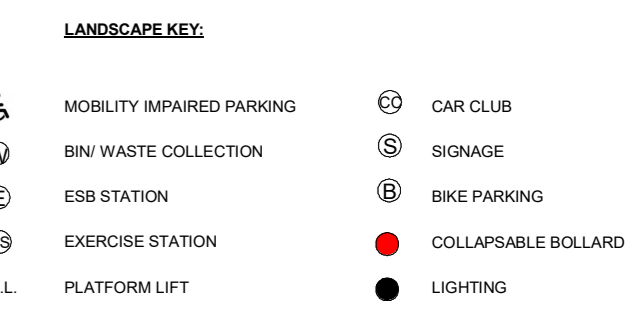 LANDSCAPE KEY:
MOBILITY IMPAIRED PARKING
BIN/ WASTE COLLECTION
E ESB STATION
EXERCISE STATION
.L. PLATFORM LIFT
CC CAR CLUB
S SIGNAGE
B BIKE PARKING
COLLAPSABLE BOLLARD
LIGHTING